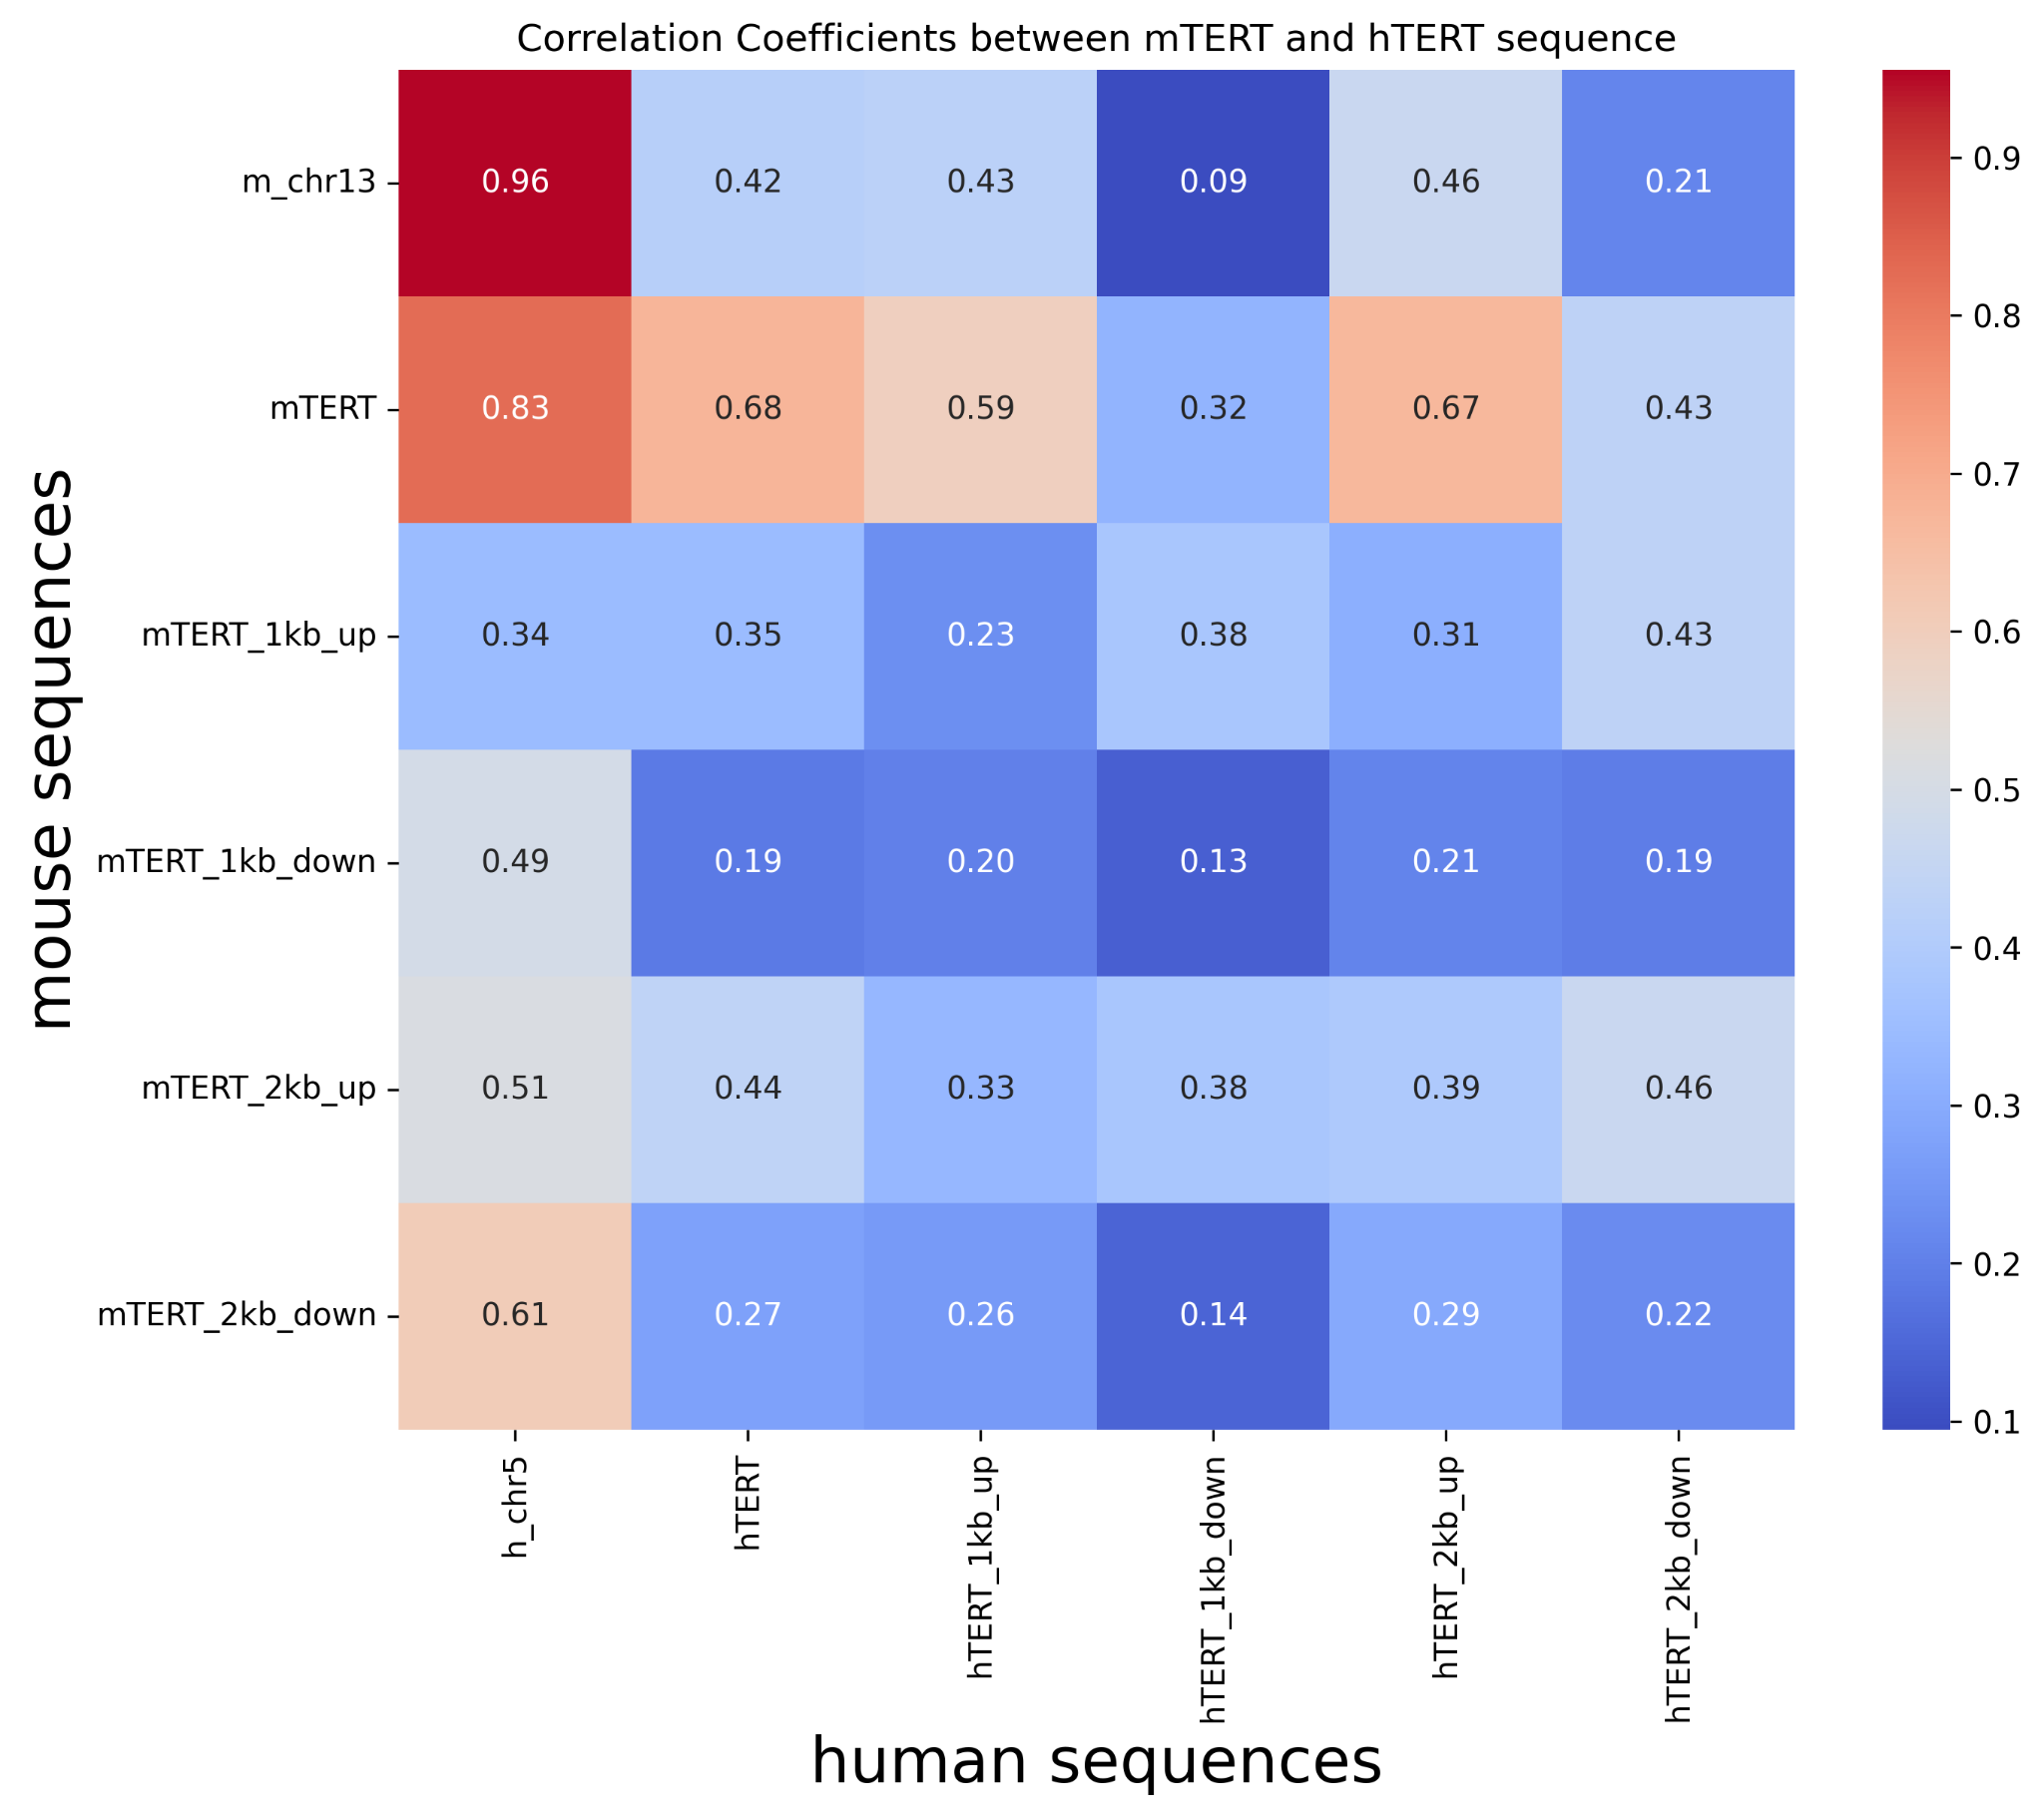 Correlation Coefficients between mTERT and hTERT sequence
mouse sequences
m_chr13 0.96 0.42 0.43 0.09 0.46 0.21
mTERT 0.83 0.68 0.59 0.32 0.67 0.43
mTERT_1kb_up 0.34 0.35 0.23 0.38 0.31 0.43
mTERT_1kb_down 0.49 0.19 0.20 0.13 0.21 0.19
mTERT_2kb_up 0.51 0.44 0.33 0.38 0.39 0.46
mTERT_2kb_down 0.61 0.27 0.26 0.14 0.29 0.22
h_chr5
hTERT
hTERT_1kb_up
hTERT_1kb_down
hTERT_2kb_up
hTERT_2kb_down
human sequences
0.9
0.8
0.7
0.6
0.5
0.4
0.3
0.2
0.1